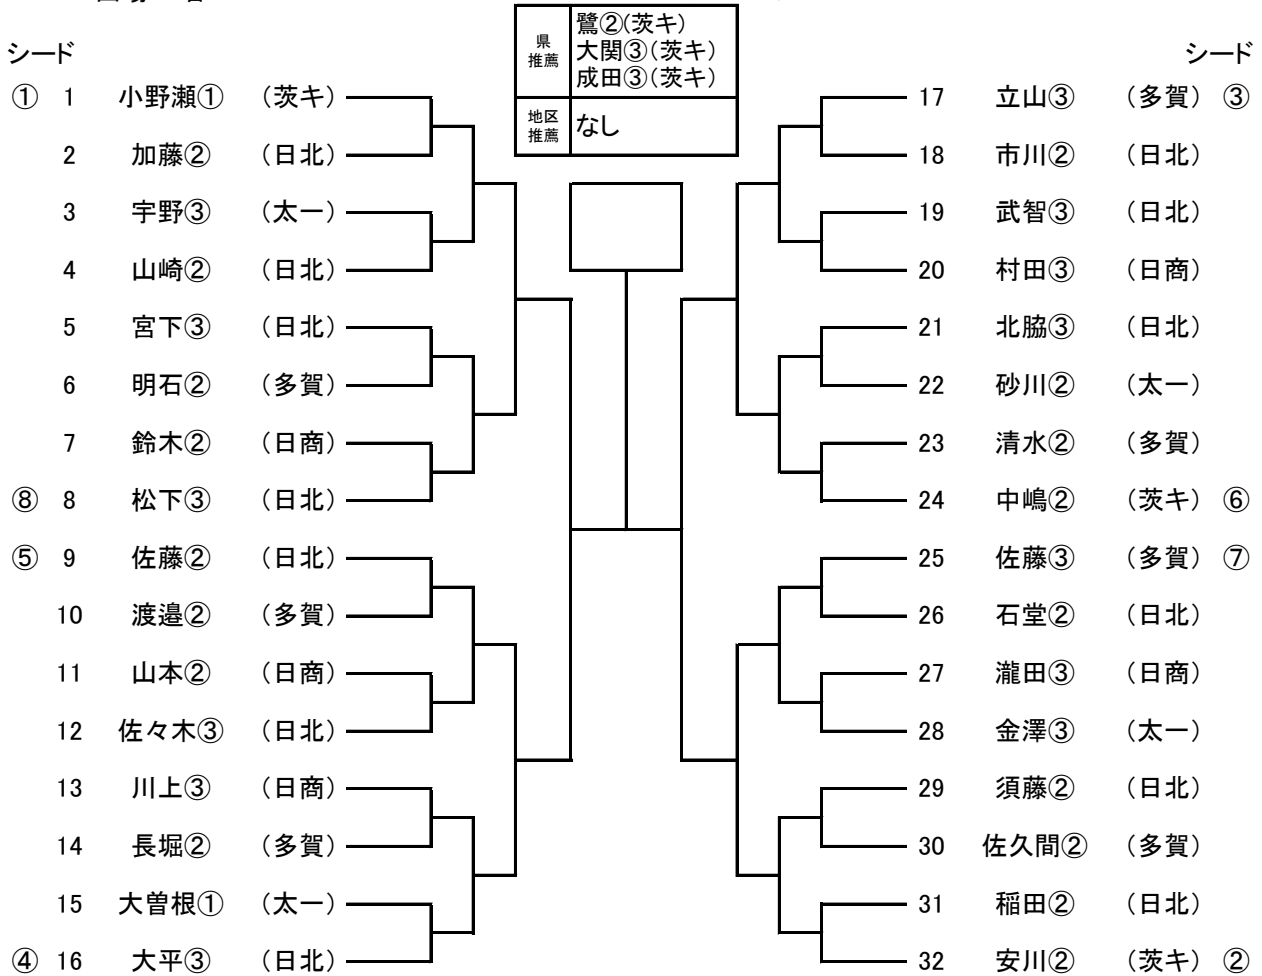 県推薦 鷺②(茨キ)
大関③(茨キ)
成田③(茨キ)
地区推薦 なし
シード
① 1 小野瀬① (茨キ)
2 加藤② (日北)
3 宇野③ (太一)
4 山崎② (日北)
5 宮下③ (日北)
6 明石② (多賀)
7 鈴木② (日商)
⑧ 8 松下③ (日北)
⑤ 9 佐藤② (日北)
10 渡邉② (多賀)
11 山本② (日商)
12 佐々木③ (日北)
13 川上③ (日商)
14 長堀② (多賀)
15 大曽根① (太一)
④ 16 大平③ (日北)
シード
17 立山③ (多賀) ③
18 市川② (日北)
19 武智③ (日北)
20 村田③ (日商)
21 北脇③ (日北)
22 砂川② (太一)
23 清水② (多賀)
24 中嶋② (茨キ) ⑥
25 佐藤③ (多賀) ⑦
26 石堂② (日北)
27 瀧田③ (日商)
28 金澤③ (太一)
29 須藤② (日北)
30 佐久間② (多賀)
31 稲田② (日北)
32 安川② (茨キ) ②